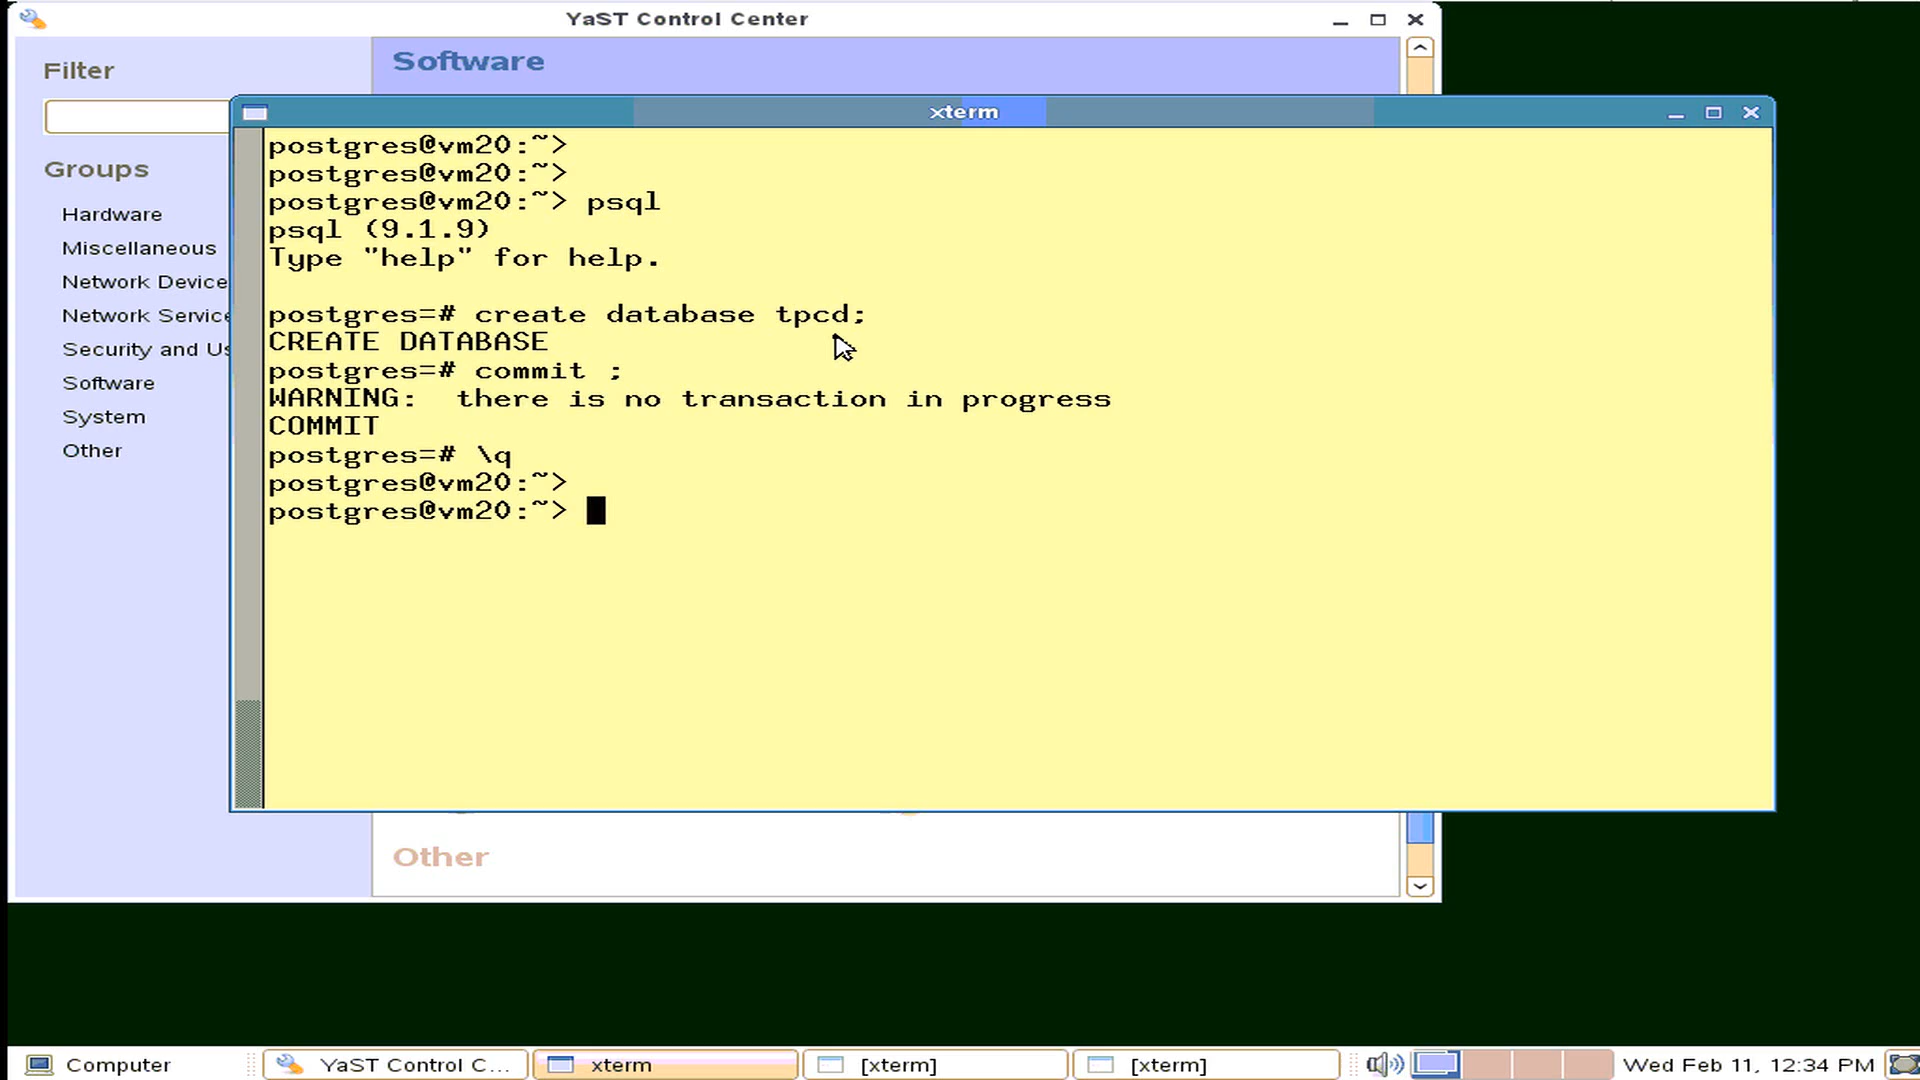 YaST Control Center
Filter
Software
Groups
Hardware
Miscellaneous
Network Device
Network Service
Security and Us
Software
System
Other
xterm
postgres@vm20:~>
postgres@vm20:~>
postgres@vm20:~> psql
psql (9.1.9)
Type "help" for help.
postgres=# create database tpcd;
CREATE DATABASE
postgres=# commit ;
WARNING:  there is no transaction in progress
COMMIT
postgres=# \q
postgres@vm20:~>
postgres@vm20:~>
Other
Computer
YaST Control C...
xterm
[xterm]
[xterm]
Wed Feb 11, 12:34 PM